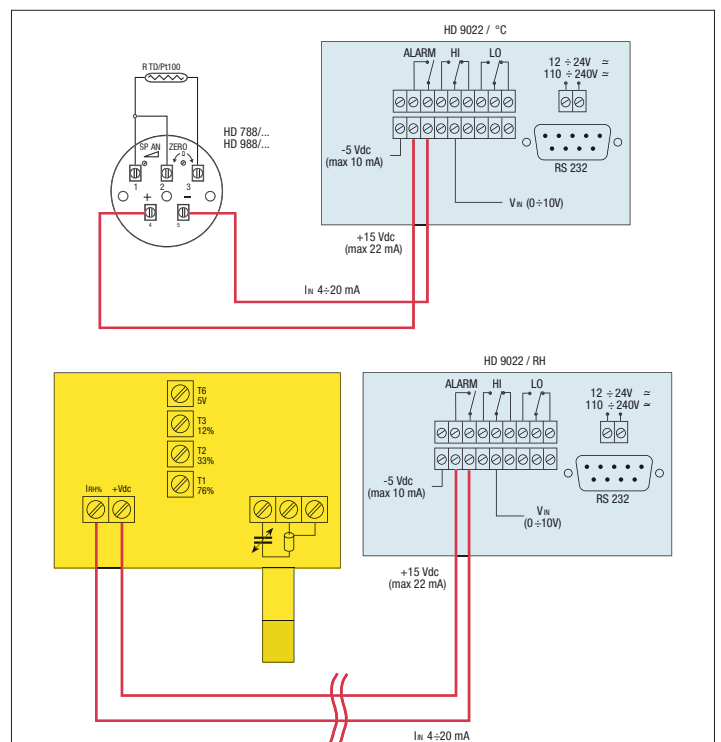 HD 9022 / °C
ALARM HI LO
12 ÷ 24V ≃
110 ÷ 240V ≃
R TD/Pt100
HD 788/...
HD 988/...
SP AN ZERO
0
1 2 3
+ -
4 5
-5 Vdc
(max 10 mA)
RS 232
VIN (0÷10V)
+15 Vdc
(max 22 mA)
IIN 4÷20 mA
HD 9022 / RH
ALARM HI LO
12 ÷ 24V ≃
110 ÷ 240V ≃
T6
5V
T3
12%
T2
33%
T1
76%
IRH% +Vdc
-5 Vdc
(max 10 mA)
RS 232
VIN
(0÷10V)
+15 Vdc
(max 22 mA)
IIN 4÷20 mA